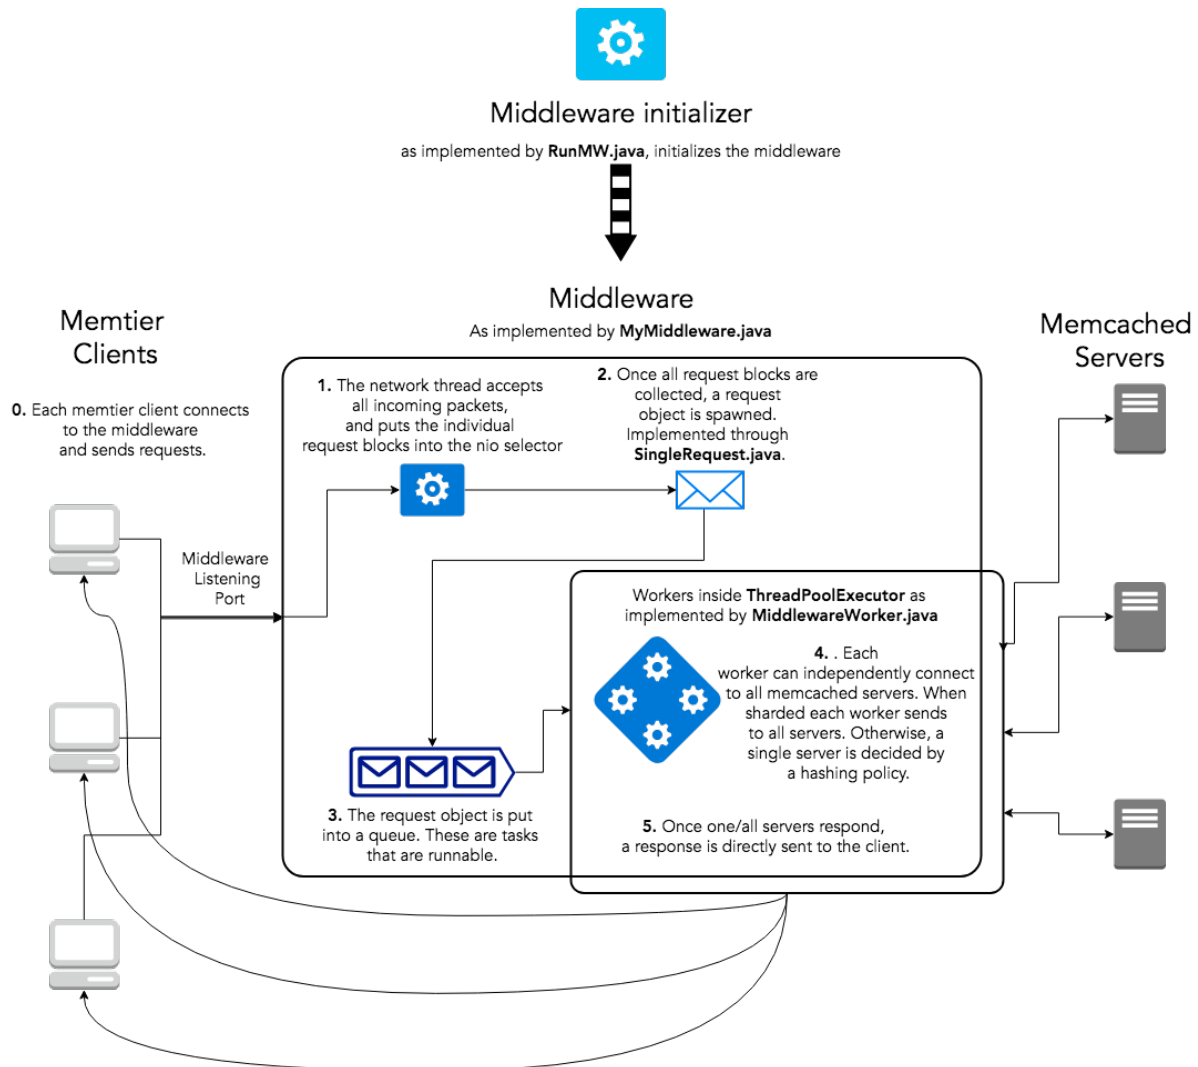 Middleware initializer
as implemented by RunMW.java, initializes the middleware
Middleware
As implemented by MyMiddleware.java
Memtier
Clients
Memcached
Servers
0. Each memtier client connects
to the middleware
and sends requests.
1. The network thread accepts
all incoming packets,
and puts the individual
request blocks into the nio selector
2. Once all request blocks are
collected, a request
object is spawned.
Implemented through
SingleRequest.java.
Middleware
Listening
Port
Workers inside ThreadPoolExecutor as
implemented by MiddlewareWorker.java
4. . Each
worker can independently connect
to all memcached servers. When
sharded each worker sends
to all servers. Otherwise, a
single server is decided by
a hashing policy.
3. The request object is put
into a queue. These are tasks
that are runnable.
5. Once one/all servers respond,
a response is directly sent to the client.